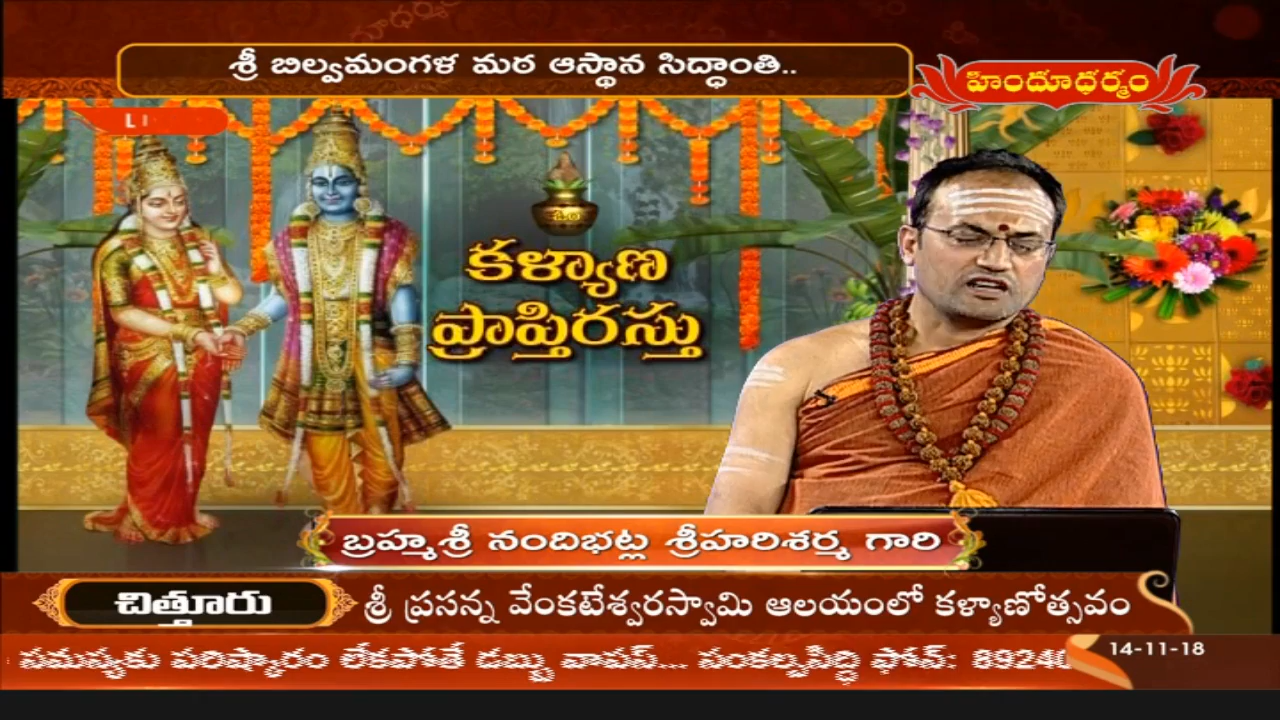 శ్రీ బిల్వమంగళ మఠ ఆస్థాన సిద్ధాంతి..
హిందూధర్మం
LI
కళ్యాణ
ప్రాప్తిరస్తు
బ్రహ్మశ్రీ నందిభట్ల శ్రీహరిశర్మ గారి
చిత్తూరు
శ్రీ ప్రసన్న వేంకటేశ్వరస్వామి ఆలయంలో కళ్యాణోత్సవం
సమస్యకు పరిష్కారం లేకపోతే డబ్బు వాపస్... సంకల్పసిద్ధి ఫోన్: 89240
14-11-18